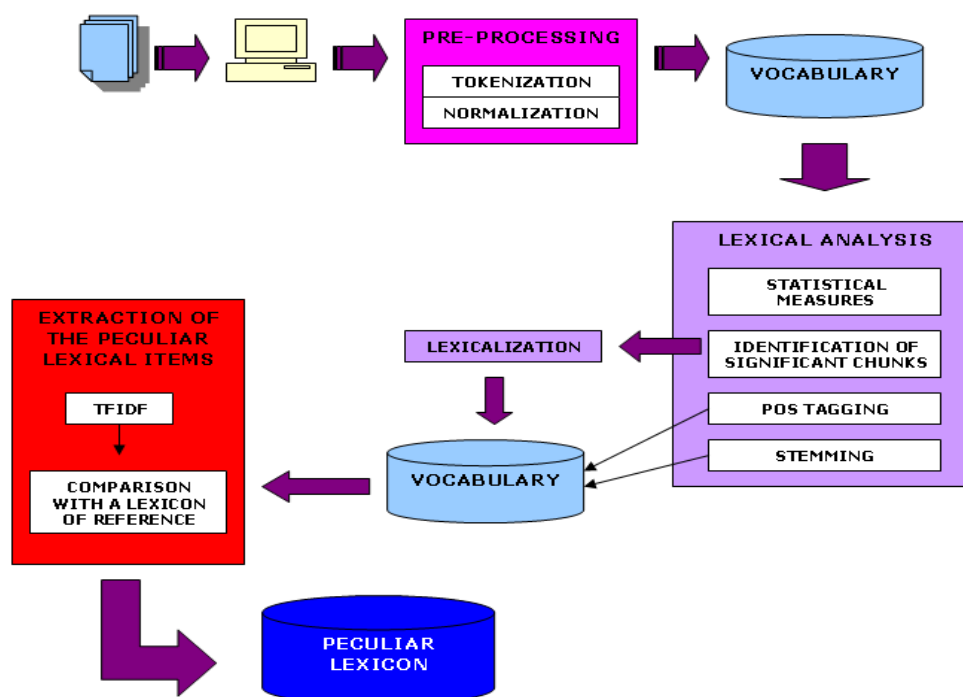 PRE-PROCESSING
TOKENIZATION
NORMALIZATION
VOCABULARY
LEXICAL ANALYSIS
STATISTICAL
MEASURES
IDENTIFICATION OF
SIGNIFICANT CHUNKS
POS TAGGING
STEMMING
LEXICALIZATION
VOCABULARY
EXTRACTION OF
THE PECULIAR
LEXICAL ITEMS
TFIDF
COMPARISON
WITH A LEXICON
OF REFERENCE
PECULIAR
LEXICON